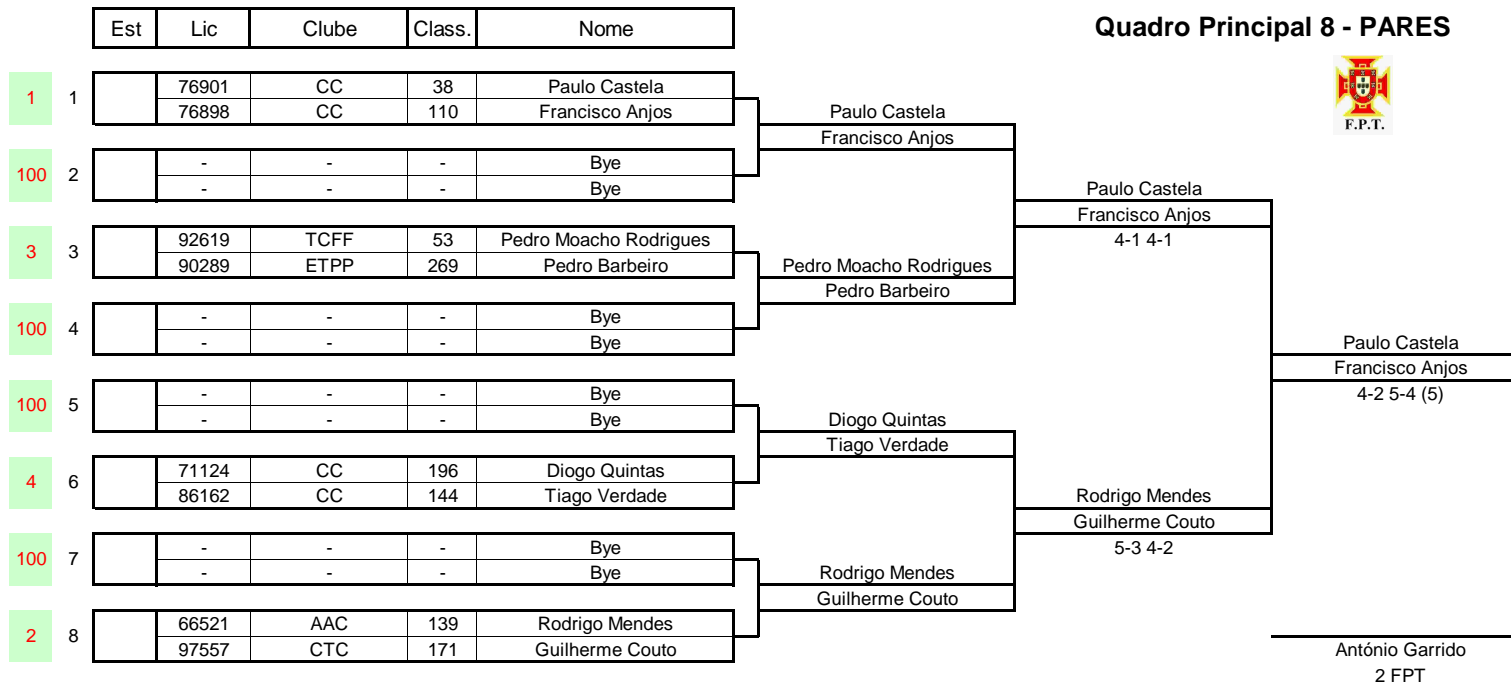 Est Lic Clube Class. Nome
Quadro Principal 8 - PARES
F.P.T.
1 1
76901 CC 38 Paulo Castela
76898 CC 110 Francisco Anjos
100 2
- - - Bye
- - - Bye
3 3
92619 TCFF 53 Pedro Moacho Rodrigues
90289 ETPP 269 Pedro Barbeiro
100 4
- - - Bye
- - - Bye
100 5
- - - Bye
- - - Bye
4 6
71124 CC 196 Diogo Quintas
86162 CC 144 Tiago Verdade
100 7
- - - Bye
- - - Bye
2 8
66521 AAC 139 Rodrigo Mendes
97557 CTC 171 Guilherme Couto
Paulo Castela
Francisco Anjos
Pedro Moacho Rodrigues
Pedro Barbeiro
Diogo Quintas
Tiago Verdade
Rodrigo Mendes
Guilherme Couto
Paulo Castela
Francisco Anjos
4-1 4-1
Rodrigo Mendes
Guilherme Couto
5-3 4-2
Paulo Castela
Francisco Anjos
4-2 5-4 (5)
António Garrido
2 FPT